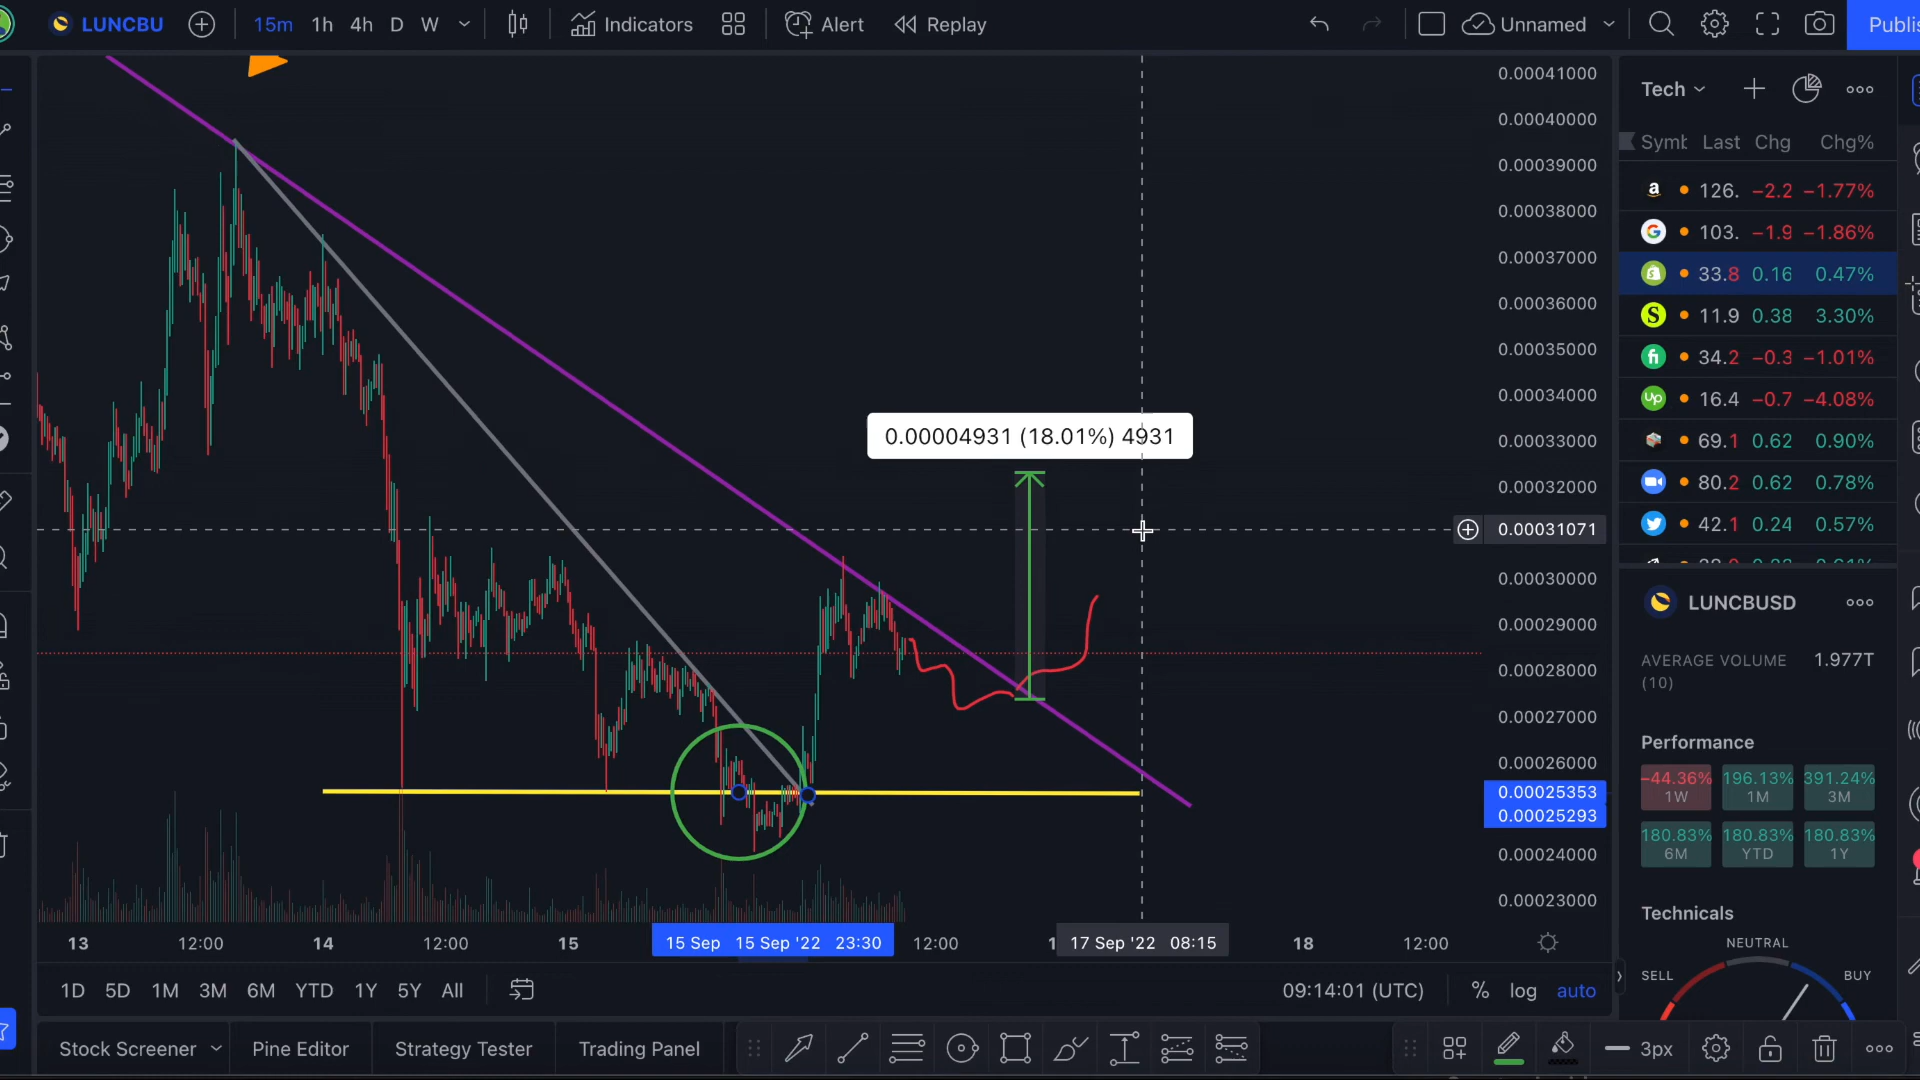 LUNCBU 15m 1h 4h D W Indicators Alert Replay Unnamed Publis
0.00041000
0.00040000
0.00039000
0.00038000
0.00037000
0.00036000
0.00035000
0.00034000
0.00033000
0.00032000
0.00031071
0.00030000
0.00029000
0.00028000
0.00027000
0.00026000
0.00025353
0.00025293
0.00024000
0.00023000
0.00004931 (18.01%) 4931
13 12:00 14 12:00 15 15 Sep 15 Sep '22 23:30 12:00 1 17 Sep '22 08:15 18 12:00
1D 5D 1M 3M 6M YTD 1Y 5Y All 09:14:01 (UTC) % log auto
Stock Screener Pine Editor Strategy Tester Trading Panel 3px
Tech
Symb Last Chg Chg%
126. −2.2 −1.77%
103. −1.9 −1.86%
33.8 0.16 0.47%
11.9 0.38 3.30%
34.2 −0.3 −1.01%
16.4 −0.7 −4.08%
69.1 0.62 0.90%
80.2 0.62 0.78%
42.1 0.24 0.57%
LUNCBUSD
AVERAGE VOLUME 1.977T
(10)
Performance
−44.36% 196.13% 391.24%
1W 1M 3M
180.83% 180.83% 180.83%
6M YTD 1Y
Technicals
NEUTRAL
SELL BUY